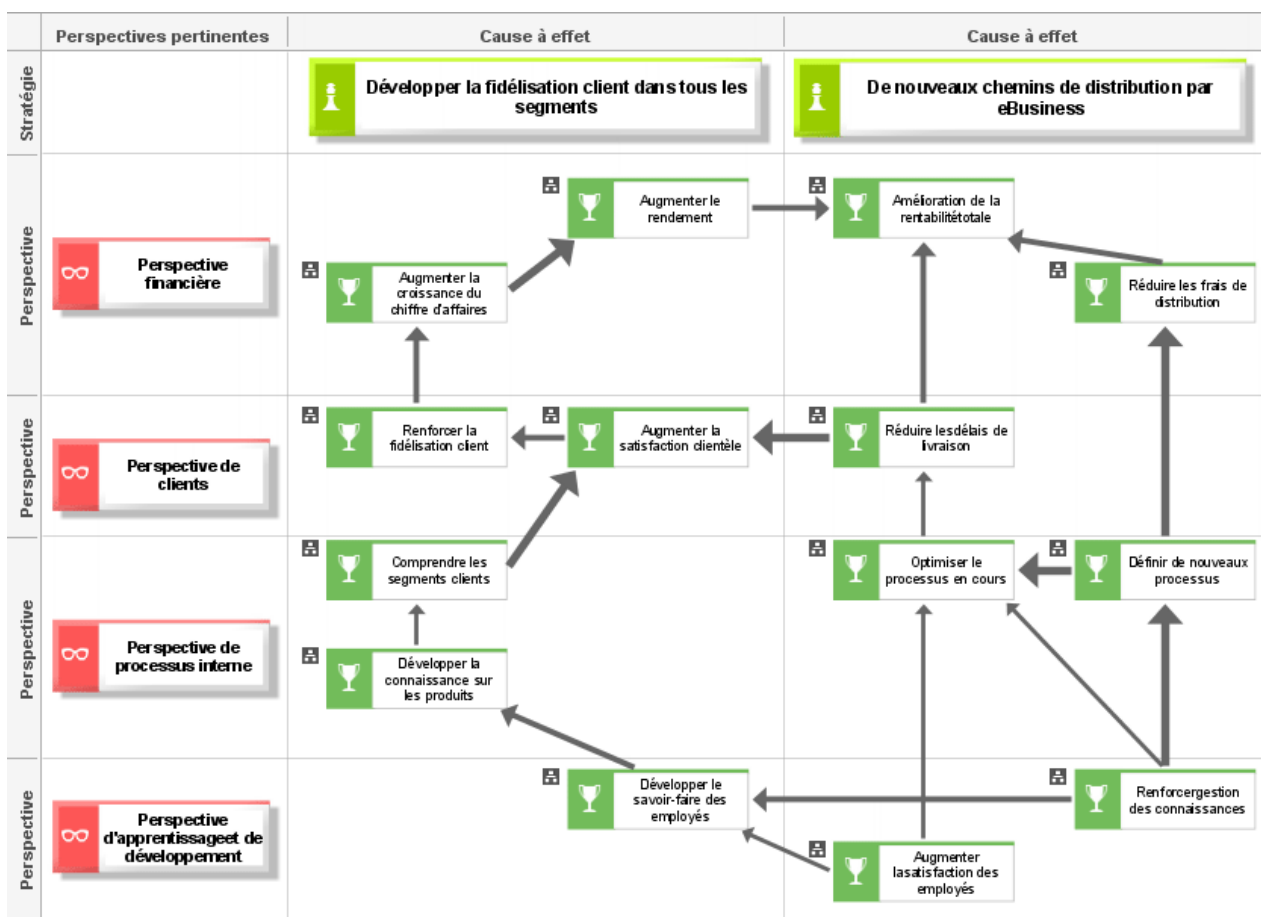 Perspectives pertinentes
Cause à effet
Cause à effet
Stratégie
Développer la fidélisation client dans tous les
segments
De nouveaux chemins de distribution par
eBusiness
Perspective
Perspective
financière
Augmenter le
rendement
Amélioration de la
rentabilitétotale
Augmenter la
croissance du
chiffre d'affaires
Réduire les frais de
distribution
Perspective
Perspective de
clients
Renforcer la
fidélisation client
Augmenter la
satisfaction clientèle
Réduire lesdélais de
livraison
Perspective
Perspective de
processus interne
Comprendre les
segments clients
Optimiser le
processus en cours
Définir de nouveaux
processus
Développer la
connaissance sur
les produits
Perspective
Perspective
d'apprentissageet de
développement
Développer le
savoir-faire des
employés
Renforcergestion
des connaissances
Augmenter
lasatisfaction des
employés